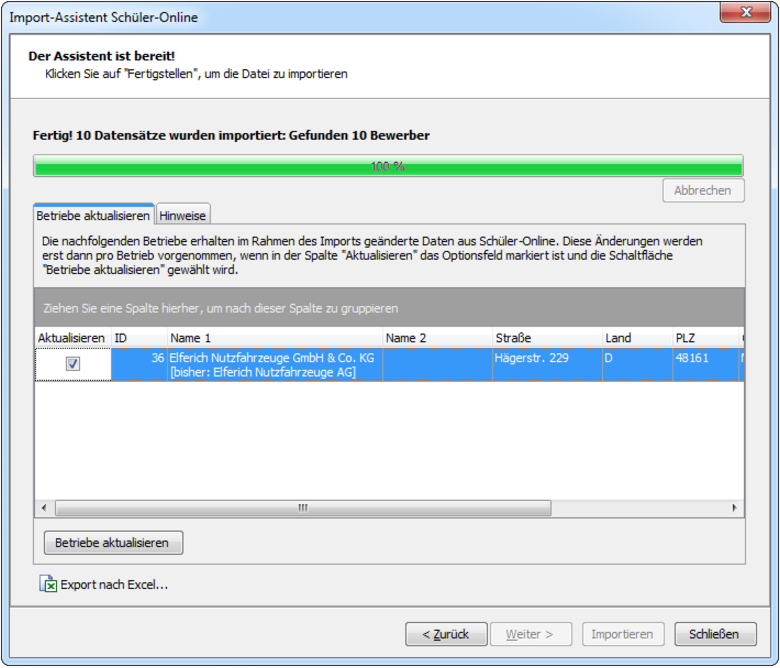 Import-Assistent Schüler-Online
Der Assistent ist bereit!
Klicken Sie auf "Fertigstellen", um die Datei zu importieren
Fertig! 10 Datensätze wurden importiert: Gefunden 10 Bewerber
100 %
Abbrechen
Betriebe aktualisieren Hinweise
Die nachfolgenden Betriebe erhalten im Rahmen des Imports geänderte Daten aus Schüler-Online. Diese Änderungen werden
erst dann pro Betrieb vorgenommen, wenn in der Spalte "Aktualisieren" das Optionsfeld markiert ist und die Schaltfläche
"Betriebe aktualisieren" gewählt wird.
Ziehen Sie eine Spalte hierher, um nach dieser Spalte zu gruppieren
Aktualisieren ID Name 1 Name 2 Straße Land PLZ
36 Elferich Nutzfahrzeuge GmbH & Co. KG Hägerstr. 229 D 48161
[bisher: Elferich Nutzfahrzeuge AG]
Betriebe aktualisieren
Export nach Excel...
< Zurück Weiter > Importieren Schließen